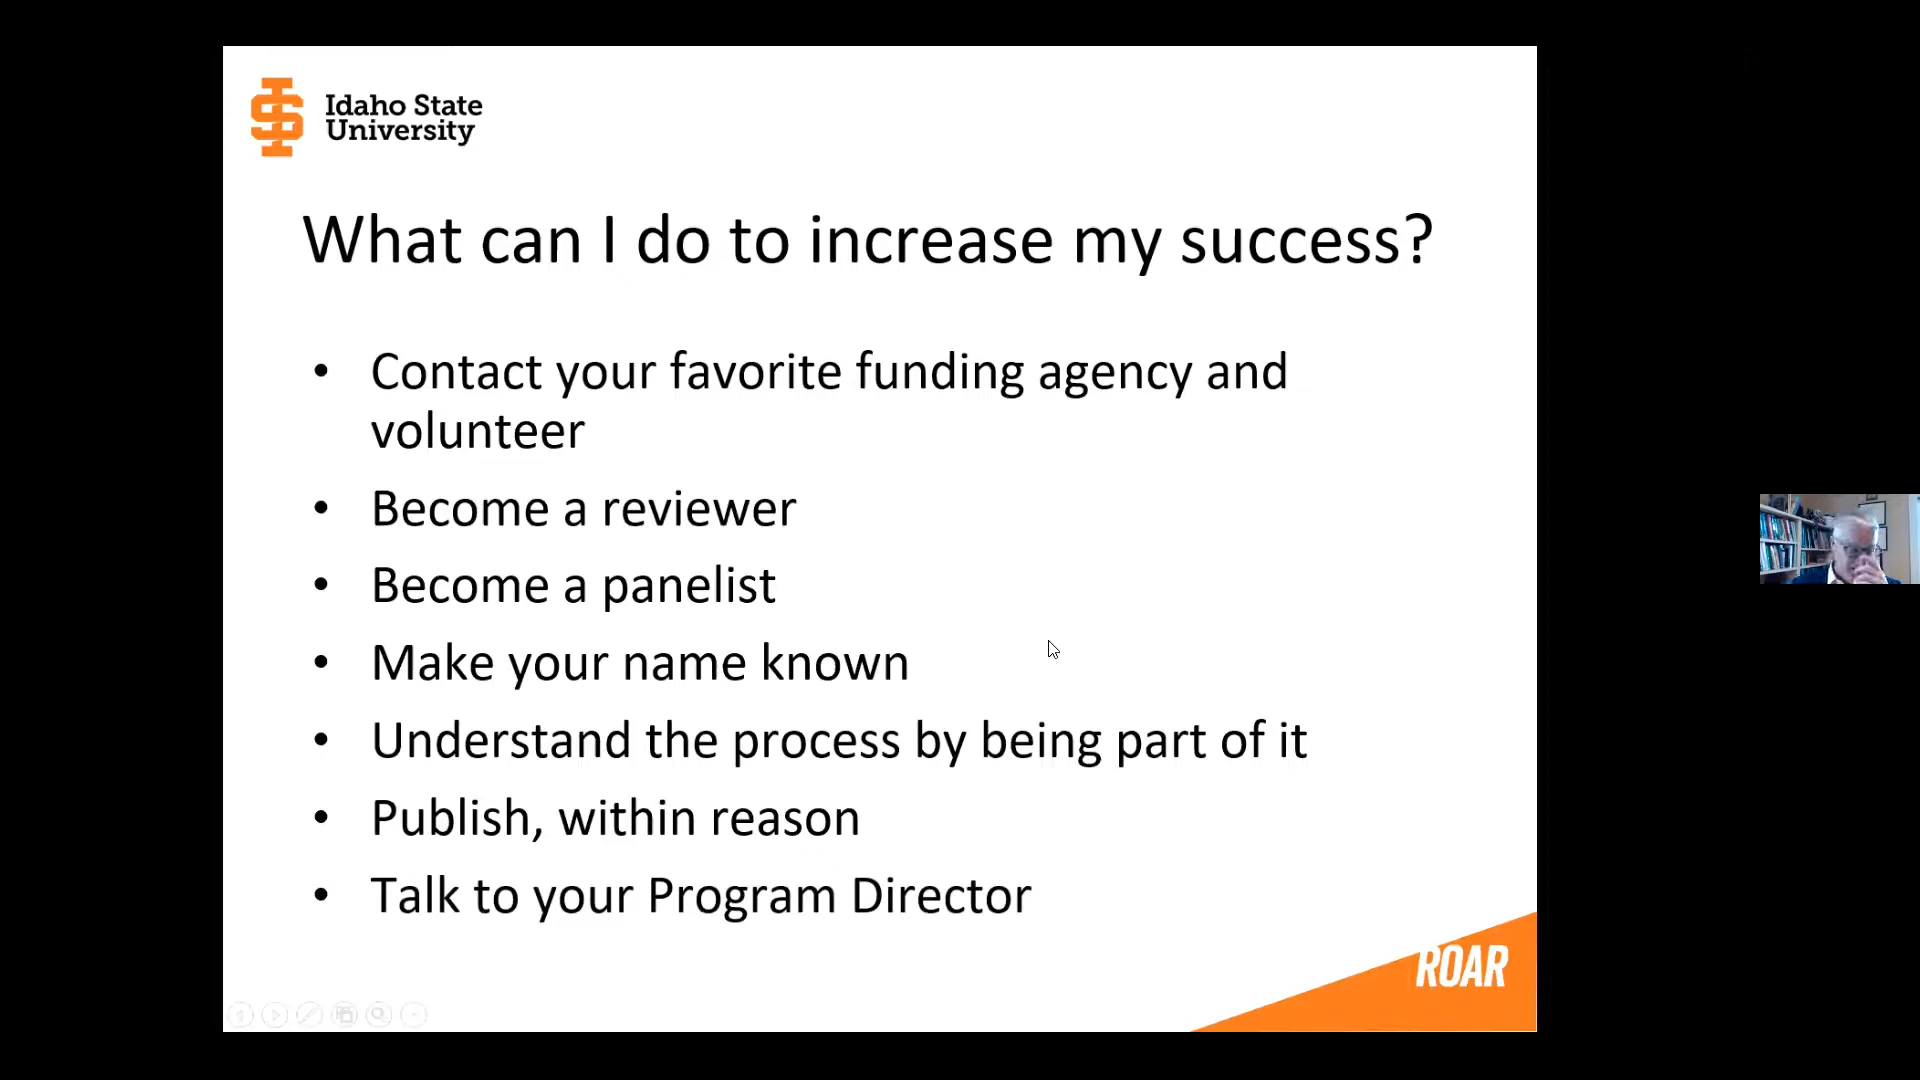 Idaho State
University
What can I do to increase my success?
• Contact your favorite funding agency and
volunteer
• Become a reviewer
• Become a panelist
• Make your name known
• Understand the process by being part of it
• Publish, within reason
• Talk to your Program Director
ROAR